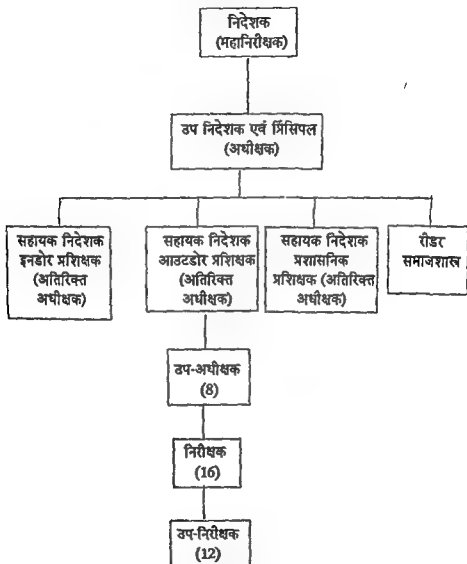 निदेशक
(महानिरीक्षक)
उप निदेशक एवं प्रिंसिपल
(अधीक्षक)
सहायक निदेशक
इनडोर प्रशिक्षक
(अतिरिक्त
अधीक्षक)
सहायक निदेशक
आउटडोर प्रशिक्षक
(अतिरिक्त
अधीक्षक)
सहायक निदेशक
प्रशासनिक
प्रशिक्षक (अतिरिक्त
अधीक्षक)
रीडर
समाजशास्त्र
उप-अधीक्षक
(8)
निरीक्षक
(16)
उप-निरीक्षक
(12)